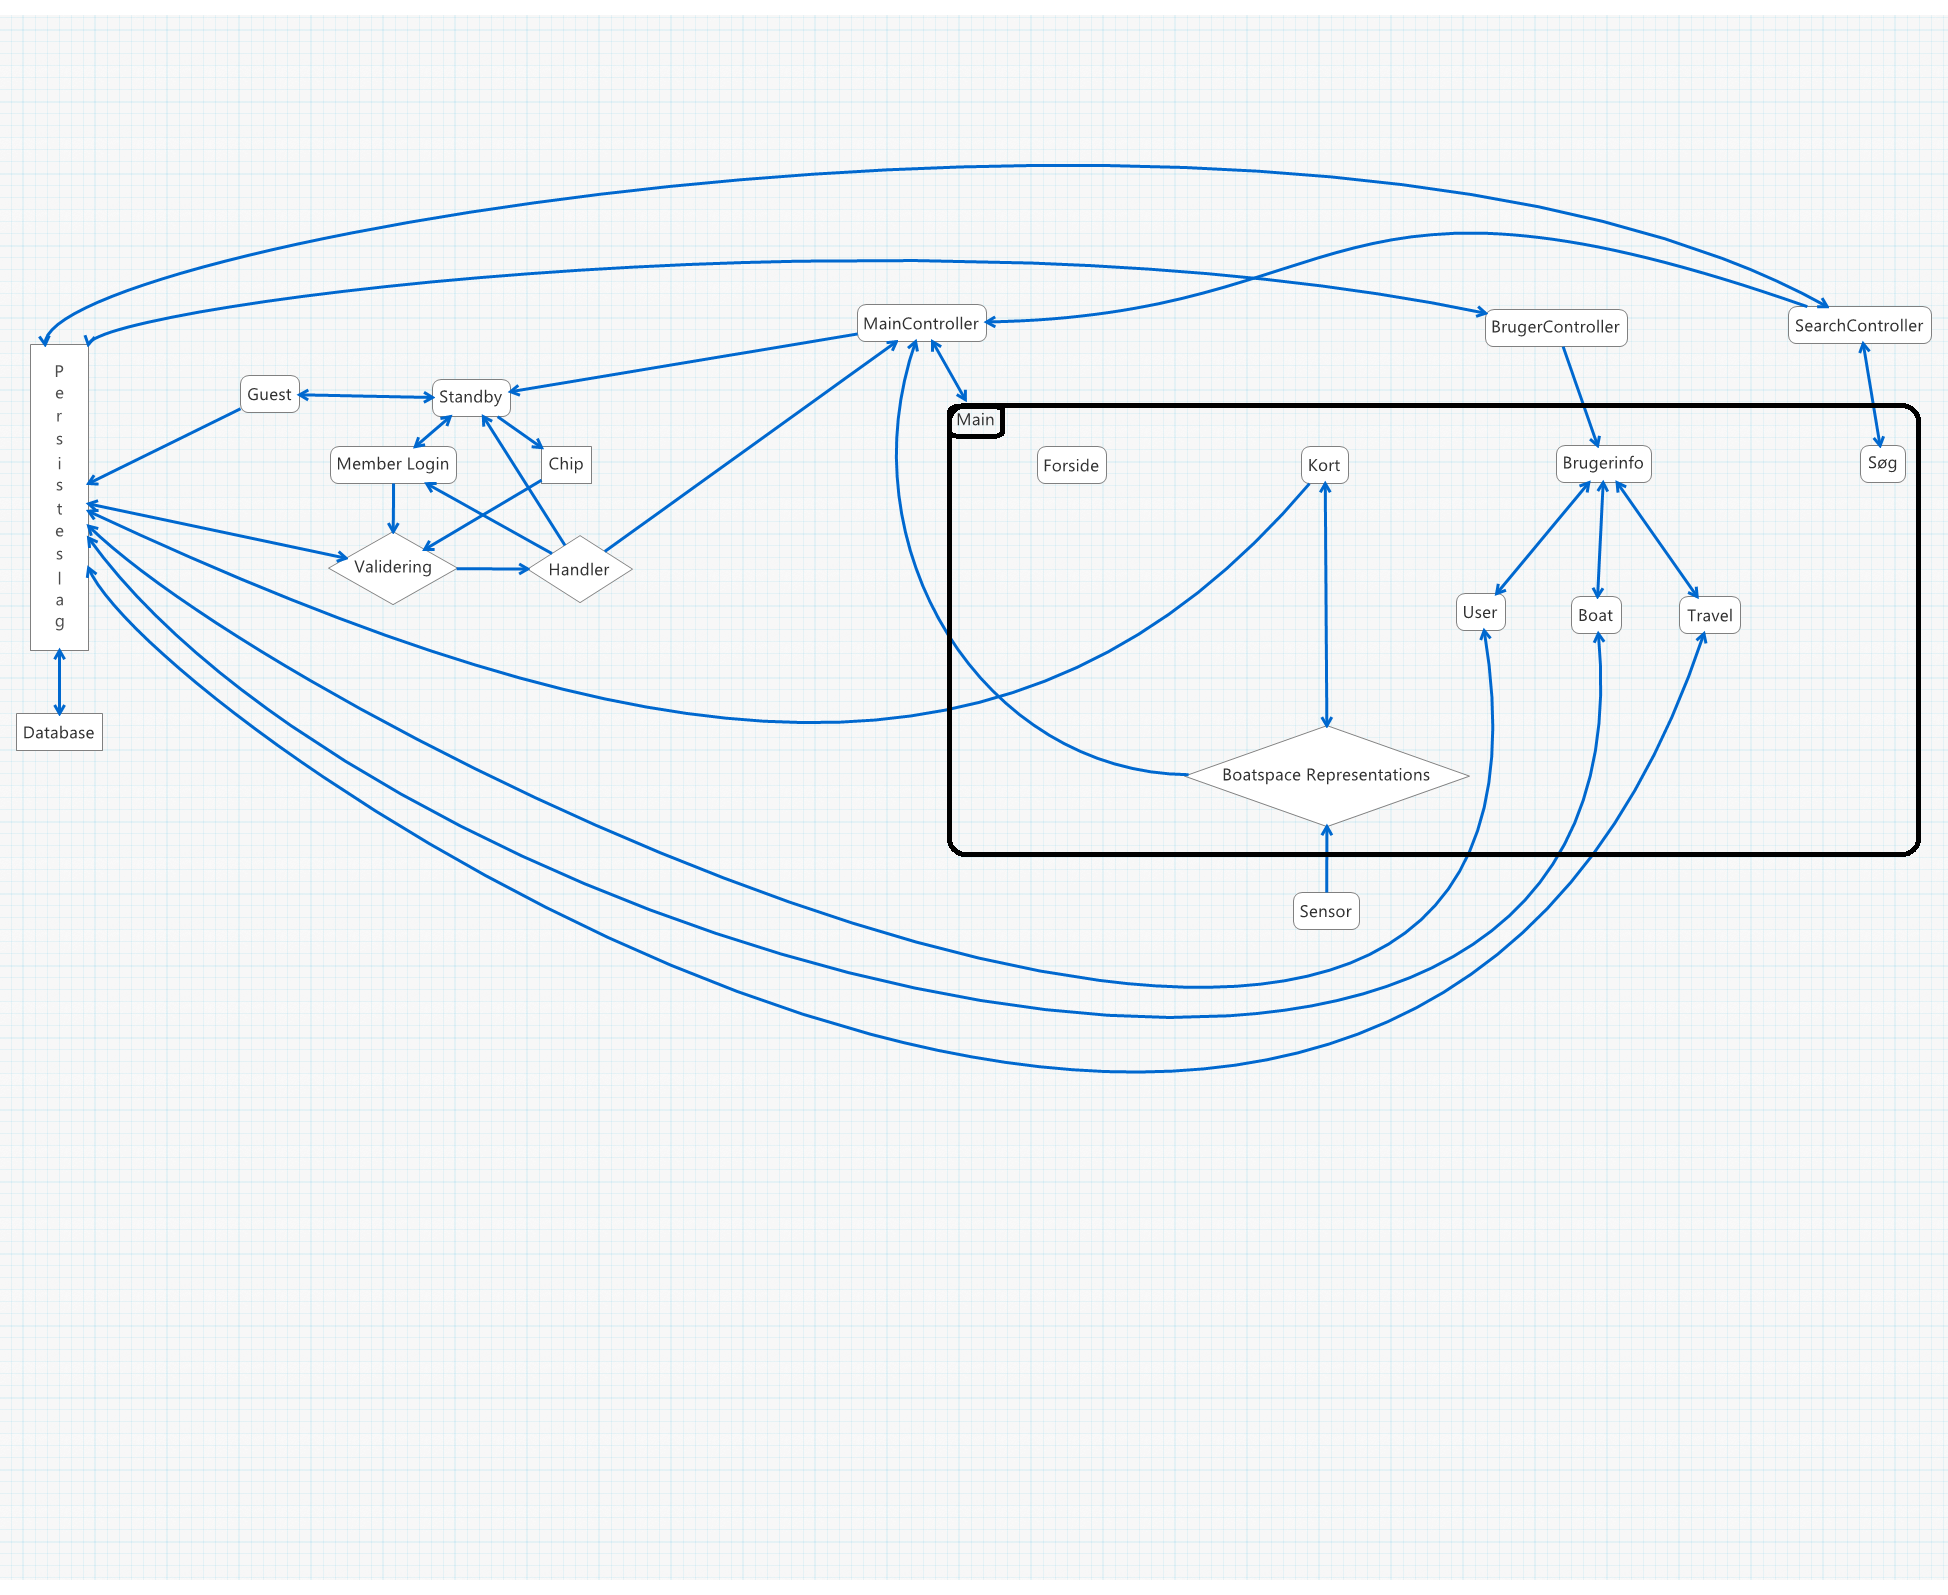 MainController
BrugerController
SearchController
Persisteslag
Guest
Standby
Main
Member Login
Chip
Forside
Kort
Brugerinfo
Søg
Validering
Handler
User
Boat
Travel
Database
Boatspace Representations
Sensor